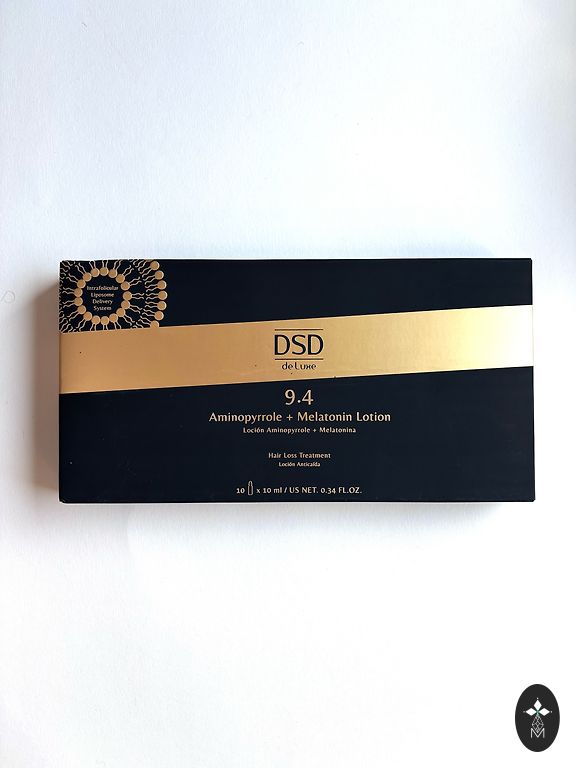 Intrafolicular
Liposome
Delivery
System
DSD
de Luxe
9.4
Aminopyrrole + Melatonin Lotion
Loción Aminopyrrole + Melatonina
Hair Loss Treatment
Loción Anticaída
10 x 10 ml / US NET. 0.34 FL.OZ.
M